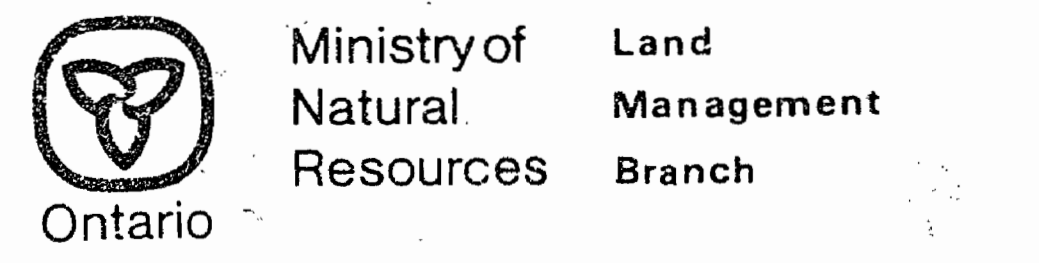 Ministry of
Natural
Resources
Land
Management
Branch
Ontario